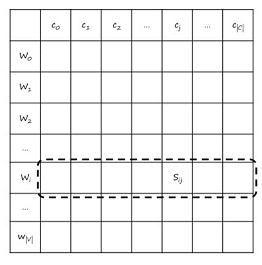 c₀ c₁ c₂ ... cⱼ ... c|c|
w₀
w₁
w₂
...
wᵢ Sᵢⱼ
...
w|v|